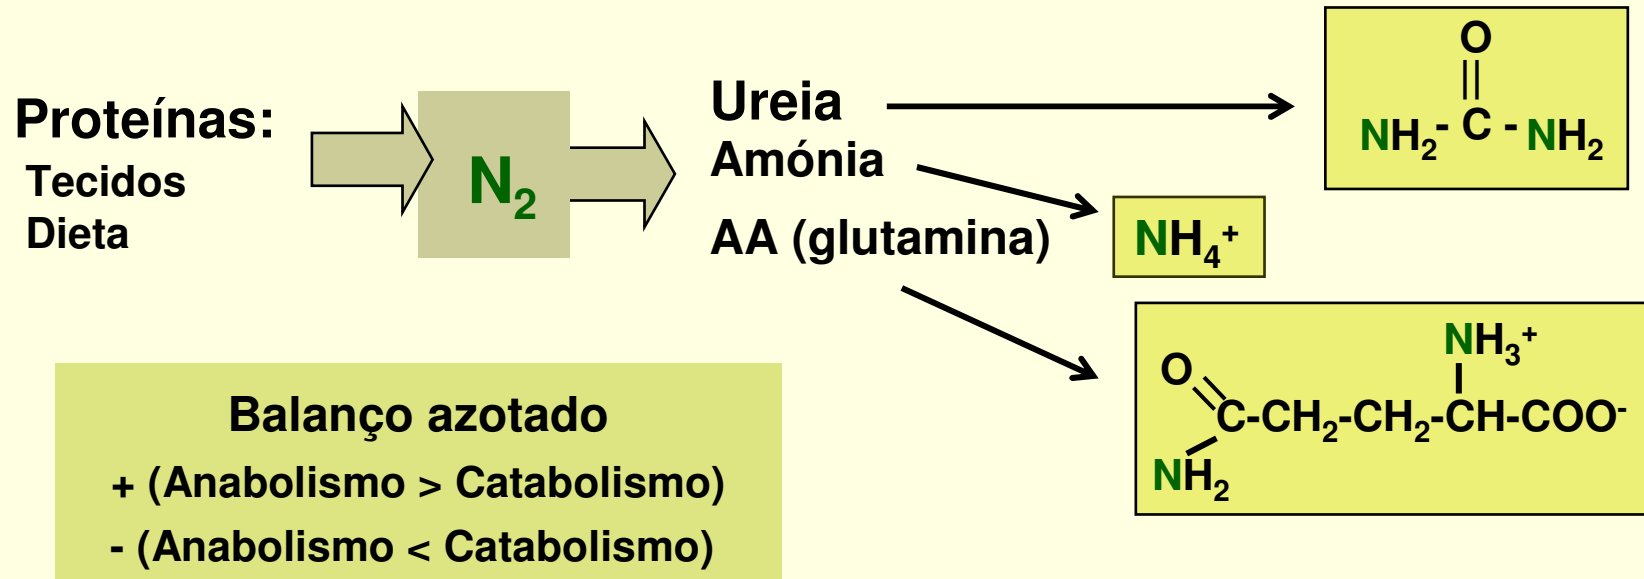 Proteínas:
Tecidos
Dieta
N₂
Ureia
Amónia
AA (glutamina)
O
||
NH₂- C - NH₂
NH₄⁺
NH₃⁺
O
C-CH₂-CH₂-CH-COO⁻
NH₂
Balanço azotado
+ (Anabolismo > Catabolismo)
- (Anabolismo < Catabolismo)